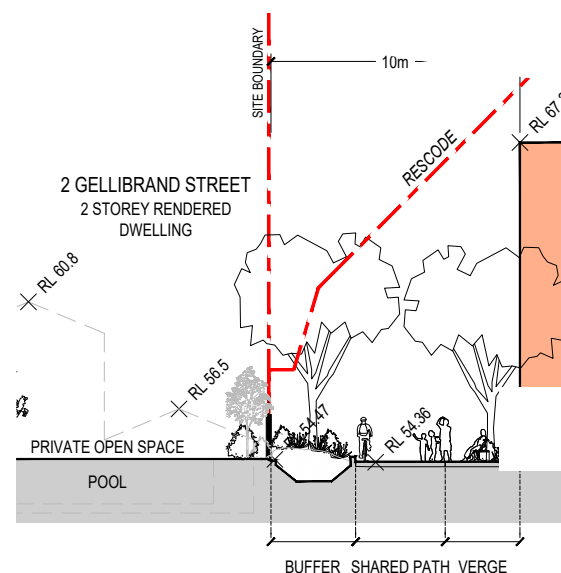 SITE BOUNDARY
10m
RL 67.
RESCODE
2 GELLIBRAND STREET
2 STOREY RENDERED
DWELLING
RL 60.8
RL 56.5
54.47
RL 54.36
PRIVATE OPEN SPACE
POOL
BUFFER SHARED PATH VERGE